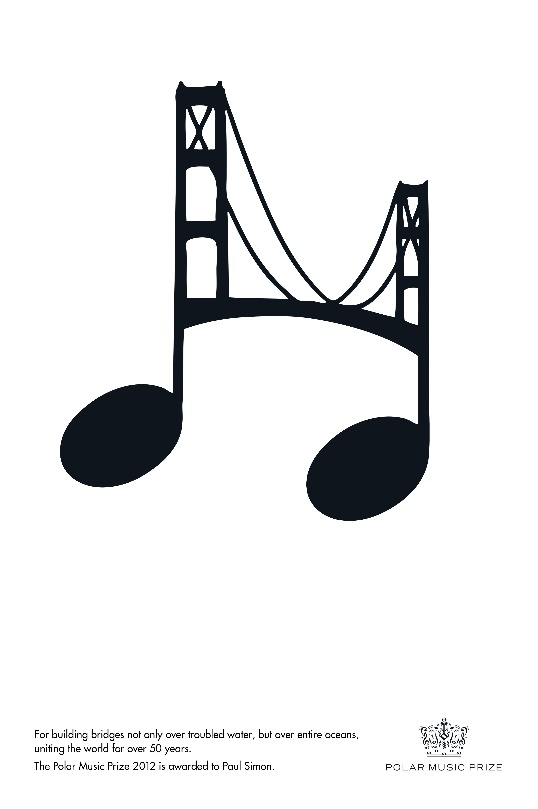 For building bridges not only over troubled water, but over entire oceans,
uniting the world for over 50 years.
The Polar Music Prize 2012 is awarded to Paul Simon.
POLAR MUSIC PRIZE